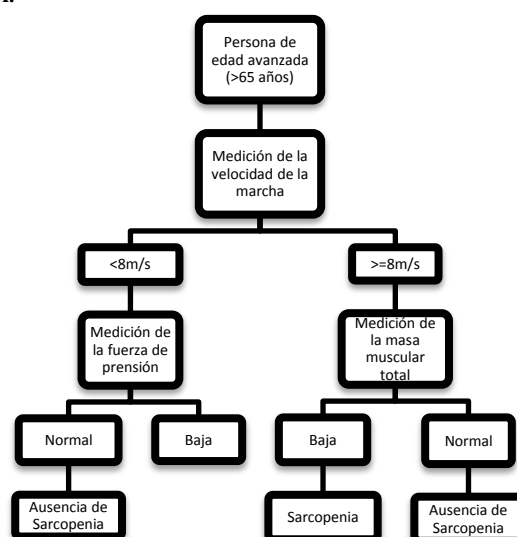 Persona de
edad avanzada
(>65 años)
Medición de la
velocidad de la
marcha
<8m/s
>=8m/s
Medición de
la fuerza de
prensión
Medición de
la masa
muscular
total
Normal
Baja
Baja
Normal
Ausencia de
Sarcopenia
Sarcopenia
Ausencia de
Sarcopenia